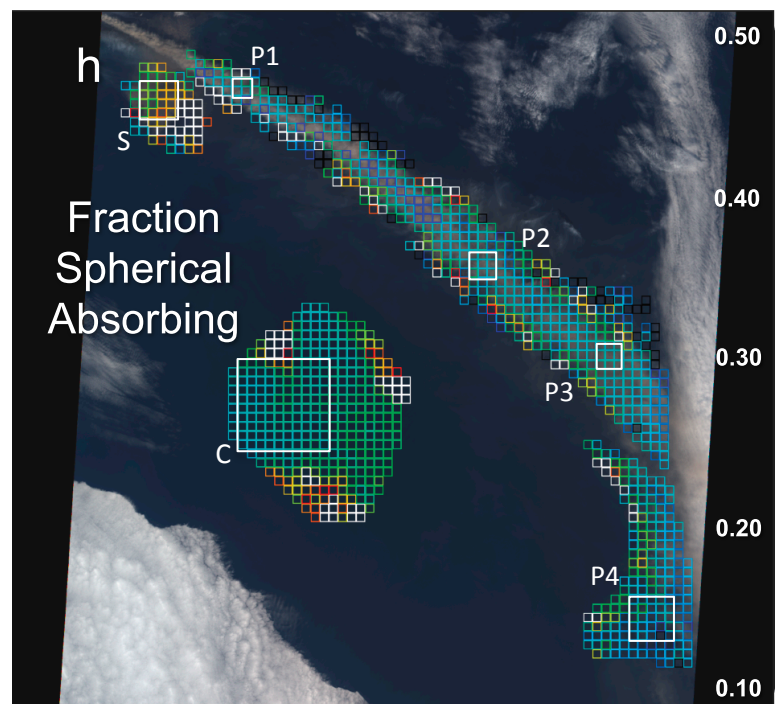 h
P1
0.50
S
0.40
Fraction
Spherical
Absorbing
P2
0.30
P3
C
0.20
P4
0.10